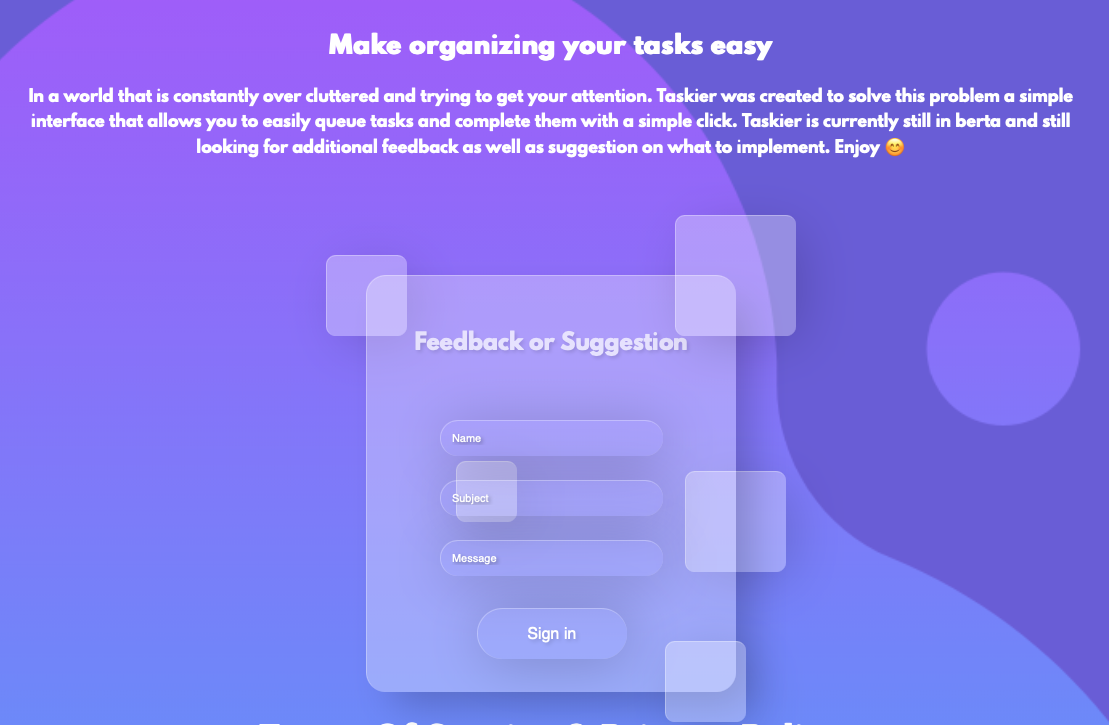 Make organizing your tasks easy
In a world that is constantly over cluttered and trying to get your attention. Taskier was created to solve this problem a simple
interface that allows you to easily queue tasks and complete them with a simple click. Taskier is currently still in berta and still
looking for additional feedback as well as suggestion on what to implement. Enjoy 😊
Feedback or Suggestion
Name
Subject
Message
Sign in